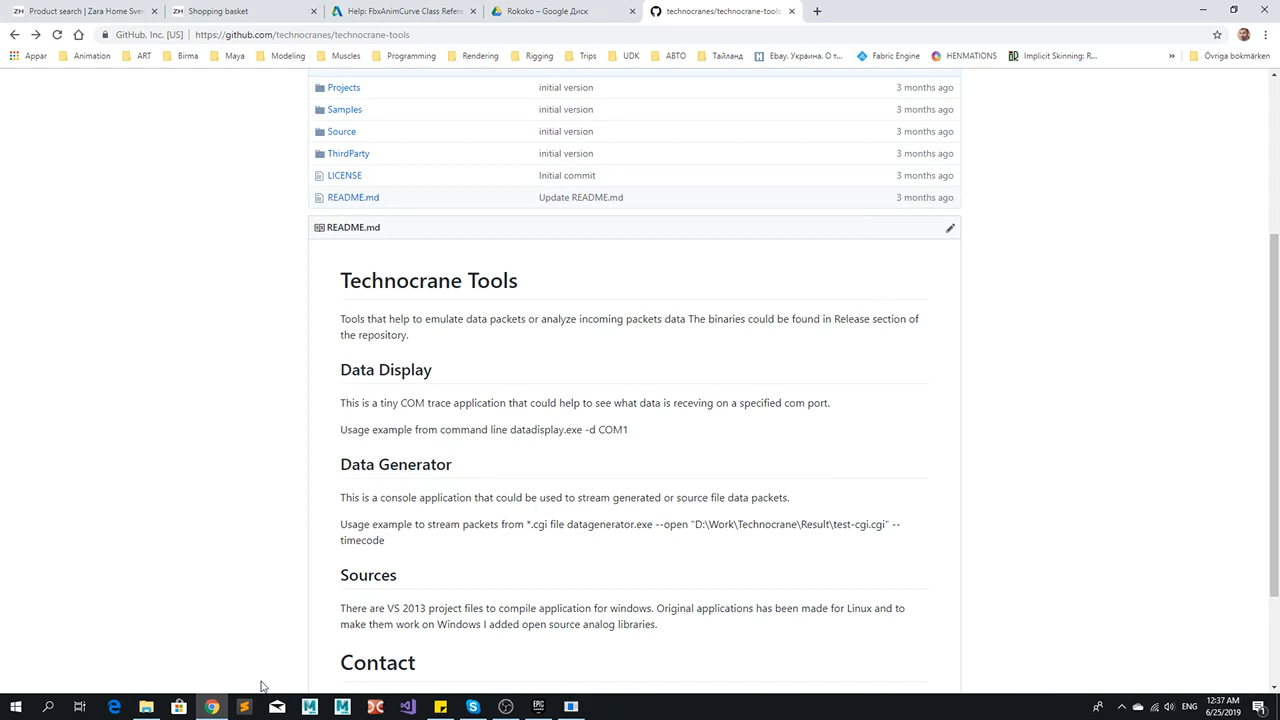 ZH Product search | Zara Home Sver
ZH Shopping basket
Help: FbxAnimCurve Class Refere
Rokoko – Google Диск
technocranes/technocrane-tools
GitHub, Inc. [US] https://github.com/technocranes/technocrane-tools
Appar Animation ART Birma Maya Modeling Muscles Programming Rendering Rigging Trips UDK АВТО Тайланд Ebay. Украина. О т... Fabric Engine HENMATIONS Implicit Skinning: R... » Övriga bokmärken
Projects initial version 3 months ago
Samples initial version 3 months ago
Source initial version 3 months ago
ThirdParty initial version 3 months ago
LICENSE Initial commit 3 months ago
README.md Update README.md 3 months ago
README.md
Technocrane Tools
Tools that help to emulate data packets or analyze incoming packets data The binaries could be found in Release section of
the repository.
Data Display
This is a tiny COM trace application that could help to see what data is receving on a specified com port.
Usage example from command line datadisplay.exe -d COM1
Data Generator
This is a console application that could be used to stream generated or source file data packets.
Usage example to stream packets from *.cgi file datagenerator.exe --open "D:\Work\Technocrane\Result\test-cgi.cgi" --
timecode
Sources
There are VS 2013 project files to compile application for windows. Original applications has been made for Linux and to
make them work on Windows I added open source analog libraries.
Contact
EPIC
ENG
12:37 AM
6/25/2019
1